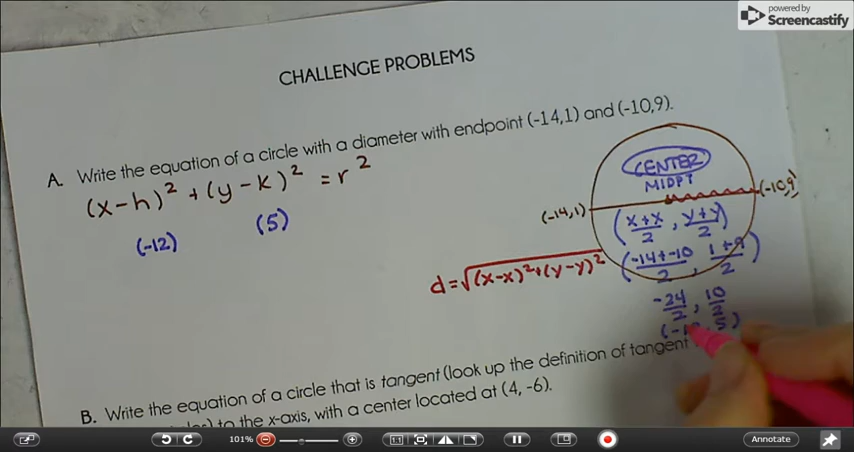 powered by
Screencastify
CHALLENGE PROBLEMS
A. Write the equation of a circle with a diameter with endpoint (-14,1) and (-10,9).
(x-h)² + (y-k)² = r²
(-12) (5)
CENTER
MIDPT
(-14,1)
(-10,9)
(x+x/2, y+y/2)
(-14+-10/2, 1+9/2)
d=√(x-x)²+(y-y)²
-24/2, 10/2
5)
B. Write the equation of a circle that is tangent (look up the definition of tangent
to the x-axis, with a center located at (4, -6).
101%
1:1
Annotate